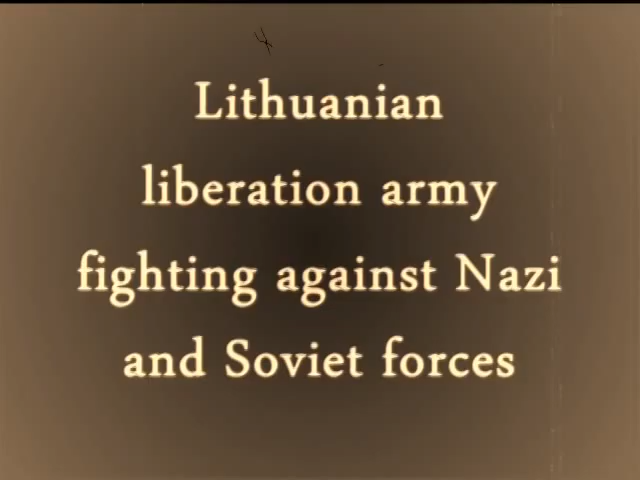 Lithuanian
liberation army
fighting against Nazi
and Soviet forces